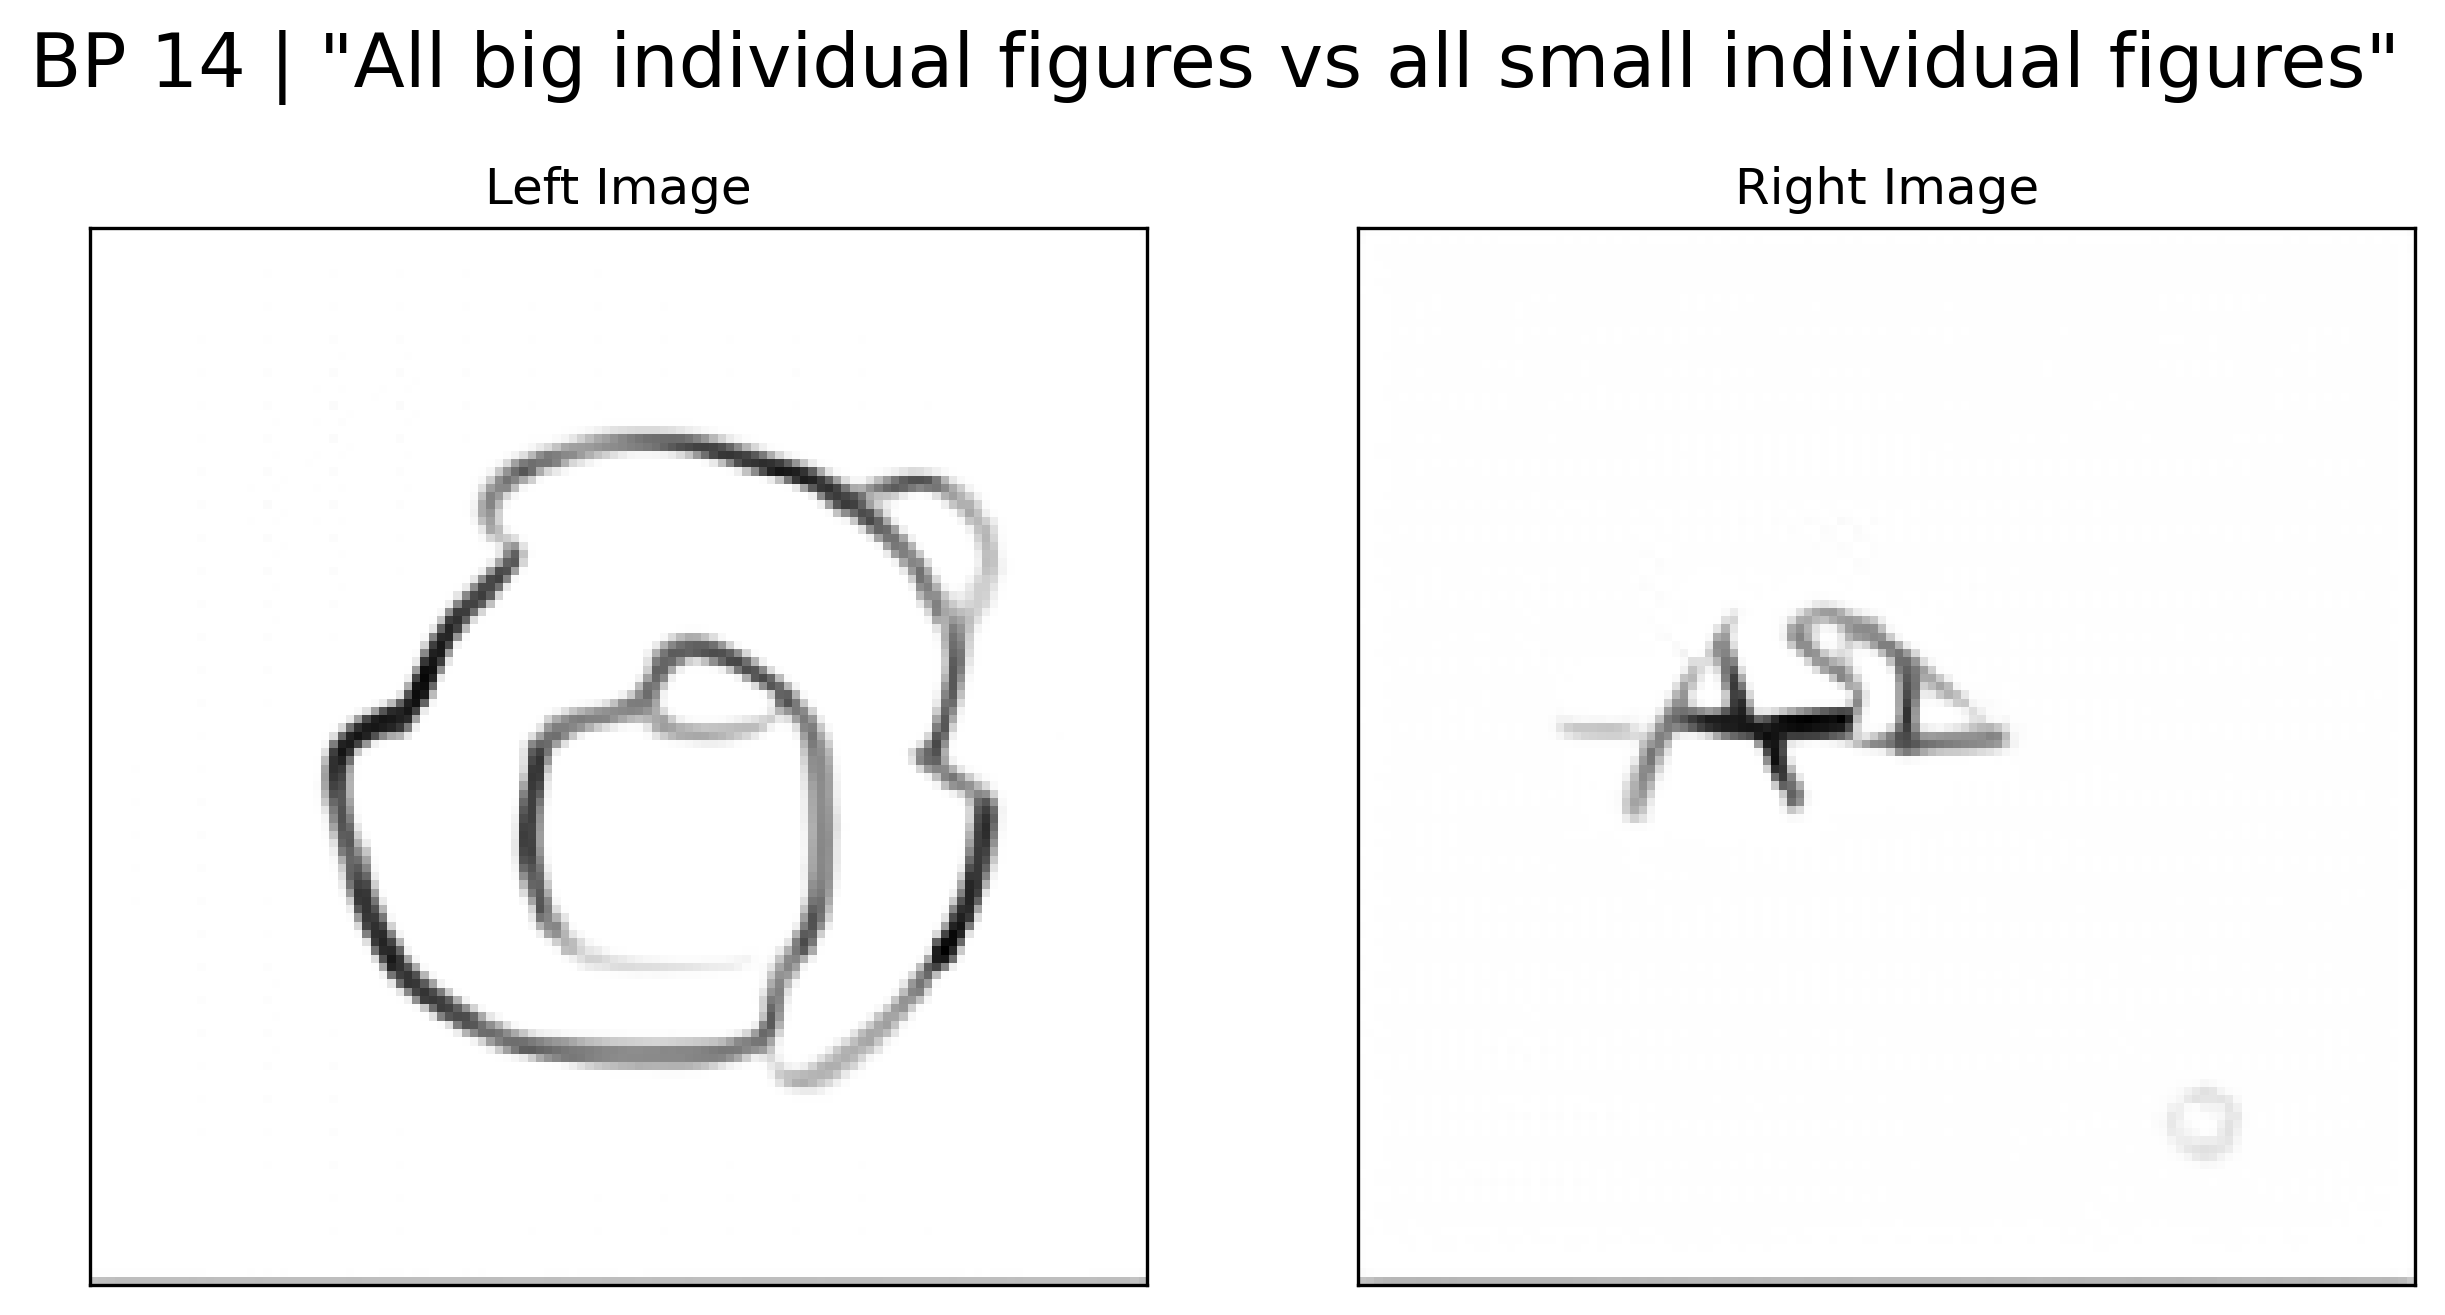 BP 14 | "All big individual figures vs all small individual figures"
Left Image
Right Image